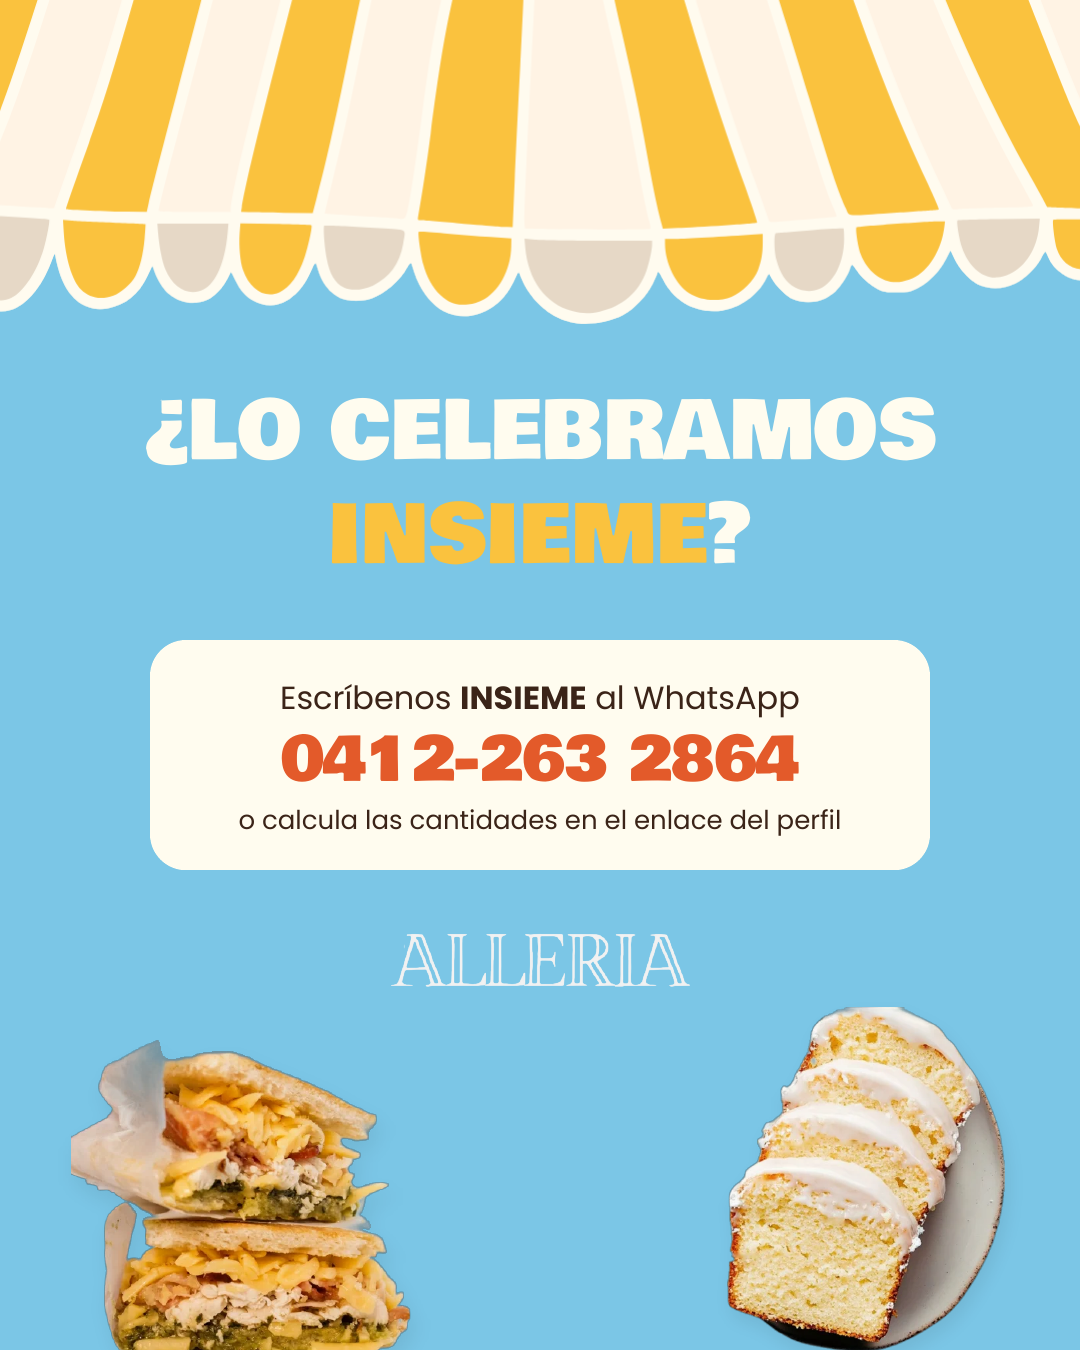 ¿LO CELEBRAMOS
INSIEME?
Escríbenos INSIEME al WhatsApp
0412-263 2864
o calcula las cantidades en el enlace del perfil
ALLERIA